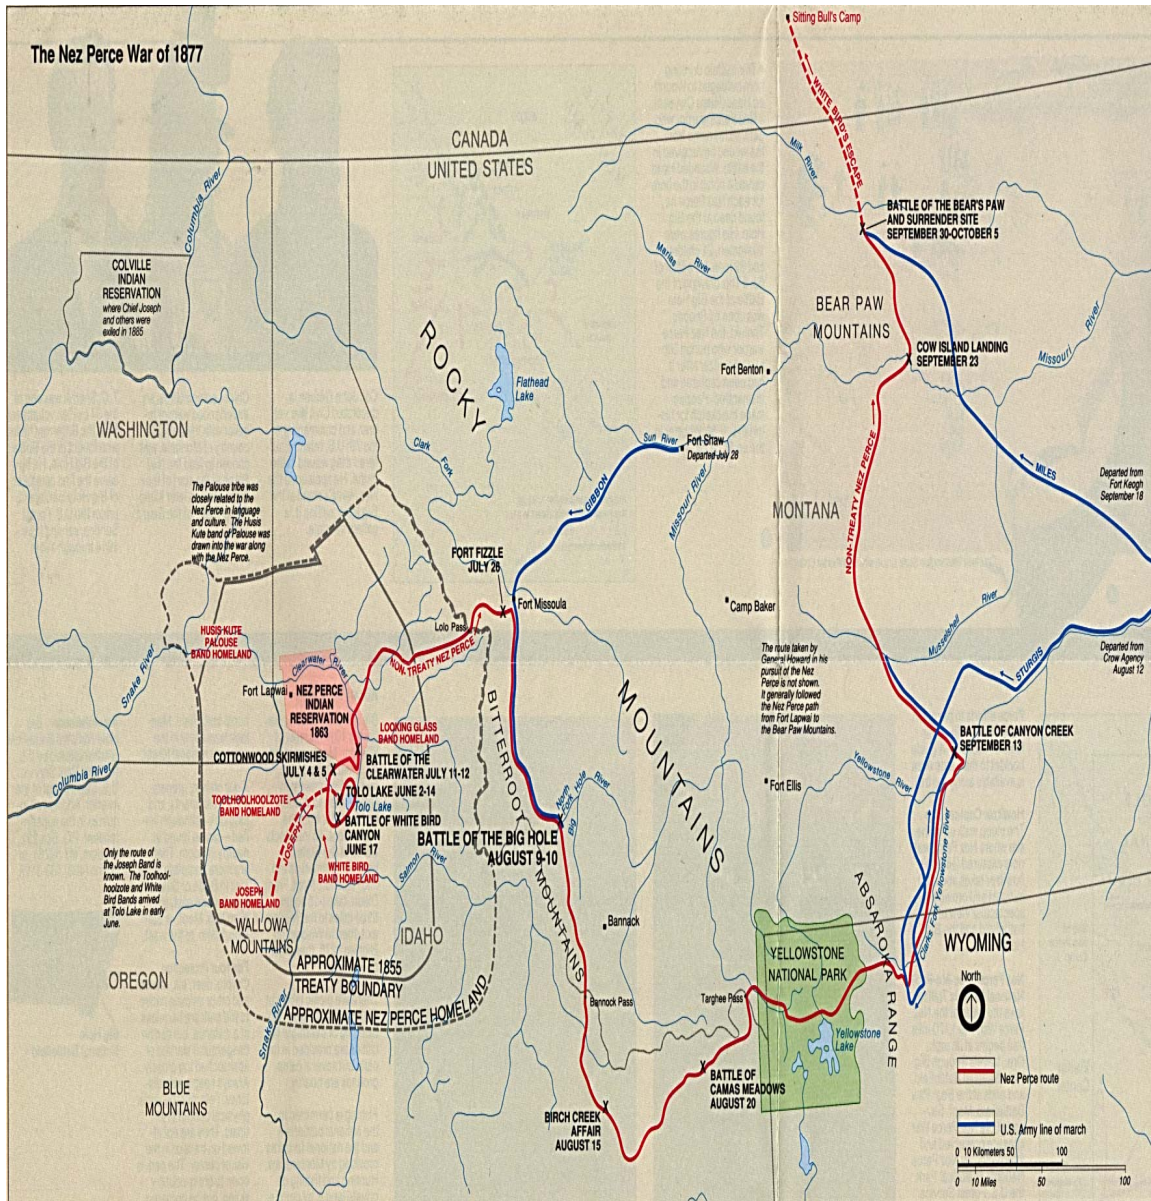 The Nez Perce War of 1877
Sitting Bull's Camp
WHITE BIRD'S ESCAPE
CANADA
UNITED STATES
Milk
River
Columbia River
BATTLE OF THE BEAR'S PAW
AND SURRENDER SITE
SEPTEMBER 30-OCTOBER 5
Marias River
COLVILLE
INDIAN
RESERVATION
where Chief Joseph
and others were
exiled in 1885
BEAR PAW
MOUNTAINS
Missouri River
COW ISLAND LANDING
SEPTEMBER 23
ROCKY
Fort Benton
Flathead
Lake
WASHINGTON
Clark
Fork
Sun River
Fort Shaw
Departed July 28
Missouri River
MILES
Departed from
Fort Keogh
September 18
The Palouse tribe was
closely related to the
Nez Perce in language
and culture. The Husis
Kute band of Palouse was
drawn into the war along
with the Nez Perce.
GIBBON
MONTANA
NON-TREATY NEZ PERCE
FORT FIZZLE
JULY 26
Fort Missoula
Camp Baker
Lolo Pass
NON-TREATY NEZ PERCE
Musselshell River
HUSIS KUTE
PALOUSE
BAND HOMELAND
Snake River
Clearwater River
Fort Lapwai
NEZ PERCE
INDIAN
RESERVATION
1863
The route taken by
General Howard in his
pursuit of the Nez
Perce is not shown.
It generally followed
the Nez Perce path
from Fort Lapwai to
the Bear Paw Mountains.
STURGIS
Departed from
Crow Agency
August 12
LOOKING GLASS
BAND HOMELAND
MOUNTAINS
BITTERROOT MOUNTAINS
COTTONWOOD SKIRMISHES
JULY 4 & 5
BATTLE OF THE
CLEARWATER JULY 11-12
BATTLE OF CANYON CREEK
SEPTEMBER 13
Columbia River
TOOLHOOLHOOLZOTE
BAND HOMELAND
TOLO LAKE JUNE 2-14
Tolo Lake
JOSEPH
BATTLE OF WHITE BIRD
CANYON
JUNE 17
North
Fork Hole
Big River
Yellowstone River
Fort Ellis
BATTLE OF THE BIG HOLE
AUGUST 9-10
Only the route of
the Joseph Band is
known. The Toolhool-
hoolzote and White
Bird Bands arrived
at Tolo Lake in early
June.
WHITE BIRD
BAND HOMELAND
Salmon River
JOSEPH
BAND HOMELAND
Clarks Fork Yellowstone River
ABSAROKA RANGE
WALLOWA
MOUNTAINS
IDAHO
Bannack
WYOMING
YELLOWSTONE
NATIONAL PARK
OREGON
APPROXIMATE 1855
TREATY BOUNDARY
APPROXIMATE NEZ PERCE HOMELAND
Bannock Pass
Targhee Pass
North
Snake River
Yellowstone
Lake
BLUE
MOUNTAINS
BATTLE OF
CAMAS MEADOWS
AUGUST 20
Nez Perce route
BIRCH CREEK
AFFAIR
AUGUST 15
U.S. Army line of march
0 10 Kilometers 50 100
0 10 Miles 50 100